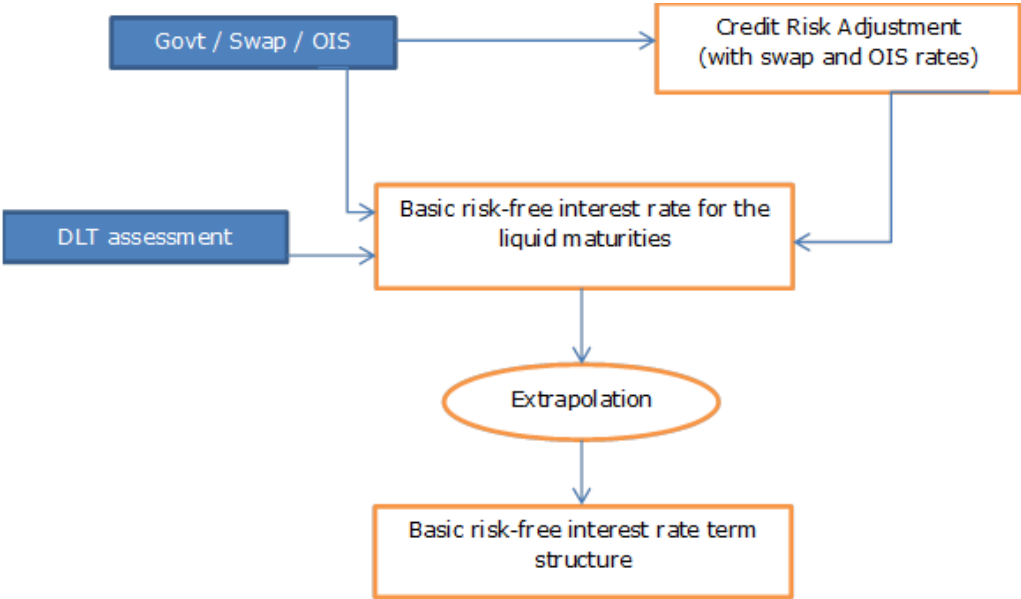 Govt / Swap / OIS
Credit Risk Adjustment
(with swap and OIS rates)
Basic risk-free interest rate for the
liquid maturities
DLT assessment
Extrapolation
Basic risk-free interest rate term
structure